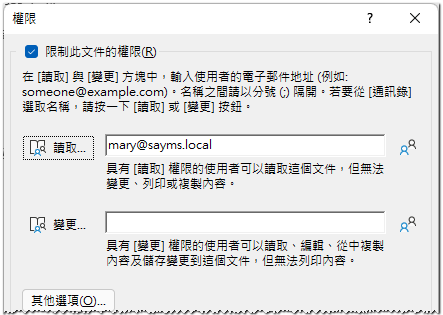 權限
限制此文件的權限(R)
在 [讀取] 與 [變更] 方塊中，輸入使用者的電子郵件地址 (例如:
someone@example.com)。名稱之間請以分號 (;) 隔開。若要從 [通訊錄]
選取名稱，請按一下 [讀取] 或 [變更] 按鈕。
讀取... mary@sayms.local
具有 [讀取] 權限的使用者可以讀取這個文件，但無法
變更、列印或複製內容。
變更...
具有 [變更] 權限的使用者可以讀取、編輯、從中複製
內容及儲存變更到這個文件，但無法列印內容。
其他選項(O)...